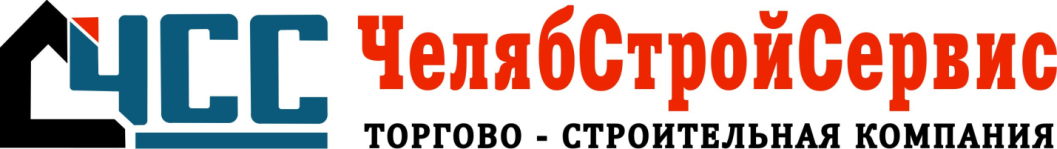 ЧСС
ЧелябСтройСервис
ТОРГОВО - СТРОИТЕЛЬНАЯ КОМПАНИЯ